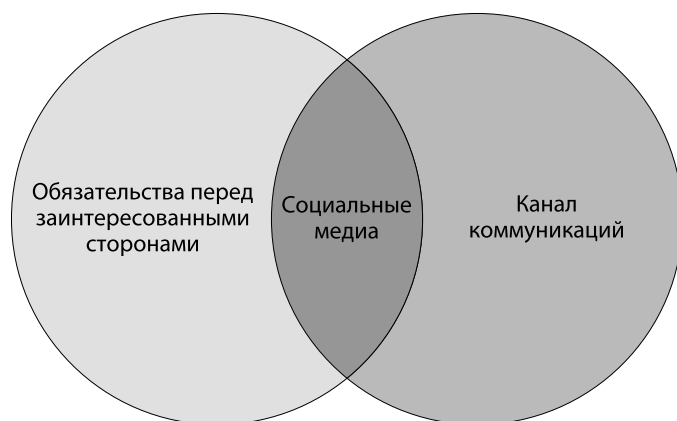 Обязательства перед
заинтересованными
сторонами
Социальные
медиа
Канал
коммуникаций